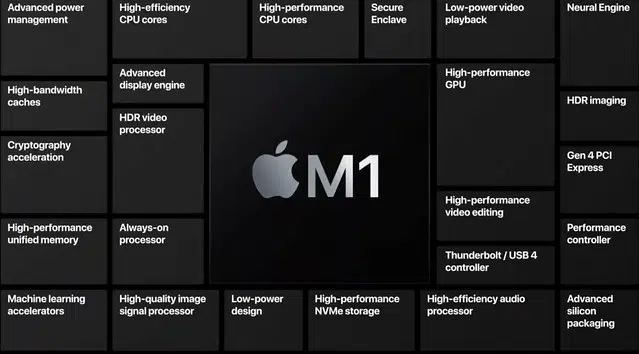 Advanced power
management
High-efficiency
CPU cores
High-performance
CPU cores
Secure
Enclave
Low-power video
playback
Neural Engine
High-bandwidth
caches
Advanced
display engine
High-performance
GPU
HDR imaging
HDR video
processor
Cryptography
acceleration
M1
Gen 4 PCI
Express
High-performance
video editing
High-performance
unified memory
Always-on
processor
Thunderbolt / USB 4
controller
Performance
controller
Machine learning
accelerators
High-quality image
signal processor
Low-power
design
High-performance
NVMe storage
High-efficiency audio
processor
Advanced
silicon
packaging